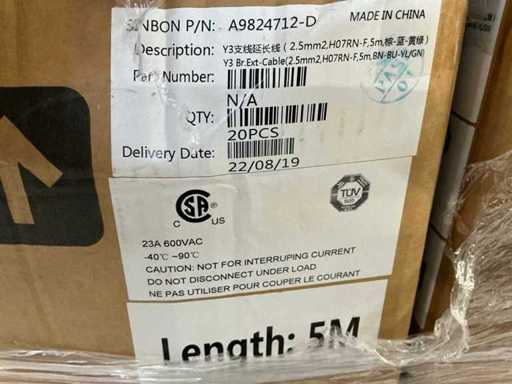 SINBON P/N: A9824712-D
MADE IN CHINA
Description: Y3支线延长线 ( 2.5mm2,H07RN-F,5m,棕-蓝-黄绿)
Y3 Br.Ext-Cable(2.5mm2,H07RN-F,5m,BN-BU-YL/GN)
Part Number:
N/A
QTY:
20PCS
Delivery Date:
22/08/19
PASS
CSA
C US
TÜV
SÜD
23A 600VAC
-40℃ ~90℃
CAUTION: NOT FOR INTERRUPING CURRENT
DO NOT DISCONNECT UNDER LOAD
NE PAS UTILISER POUR COUPER LE COURANT
Length: 5M